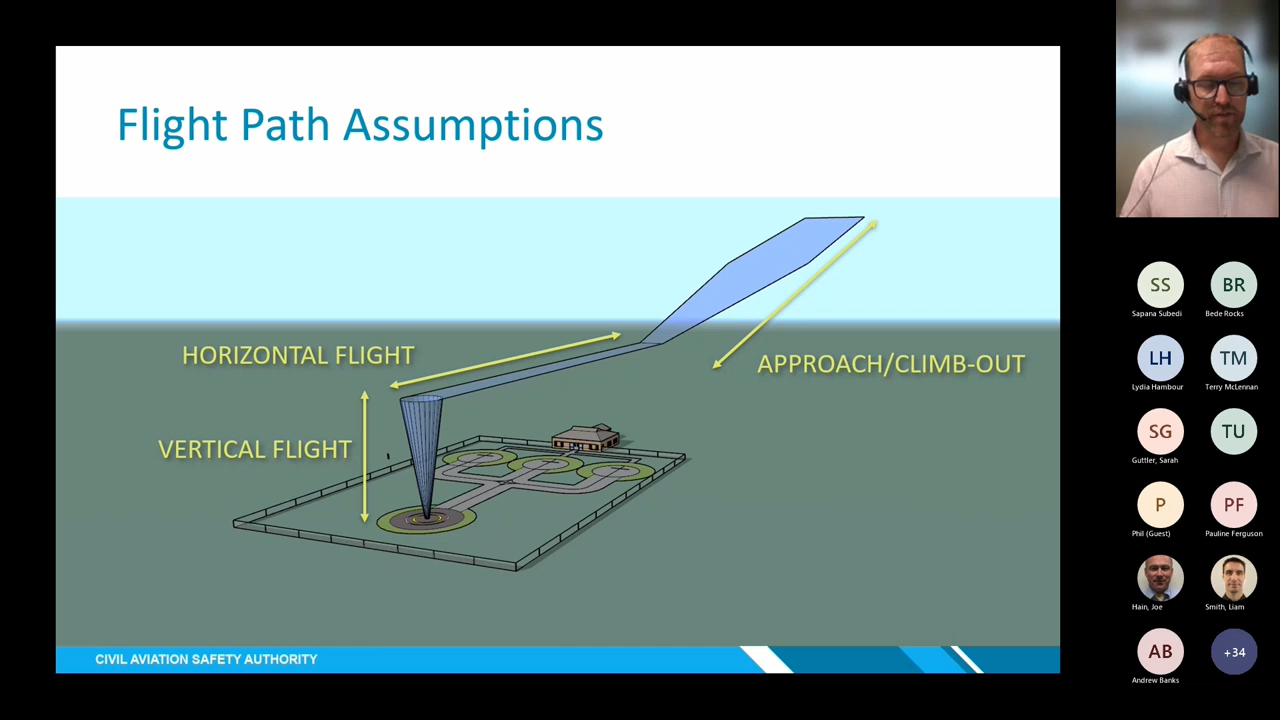 Flight Path Assumptions
HORIZONTAL FLIGHT
APPROACH/CLIMB-OUT
VERTICAL FLIGHT
CIVIL AVIATION SAFETY AUTHORITY
SS
BR
Sapana Subedi
Bede Rocks
LH
TM
Lydia Hambour
Terry McLennan
SG
TU
Guttler, Sarah
P
PF
Phil (Guest)
Pauline Ferguson
Hain, Joe
Smith, Liam
AB
+34
Andrew Banks